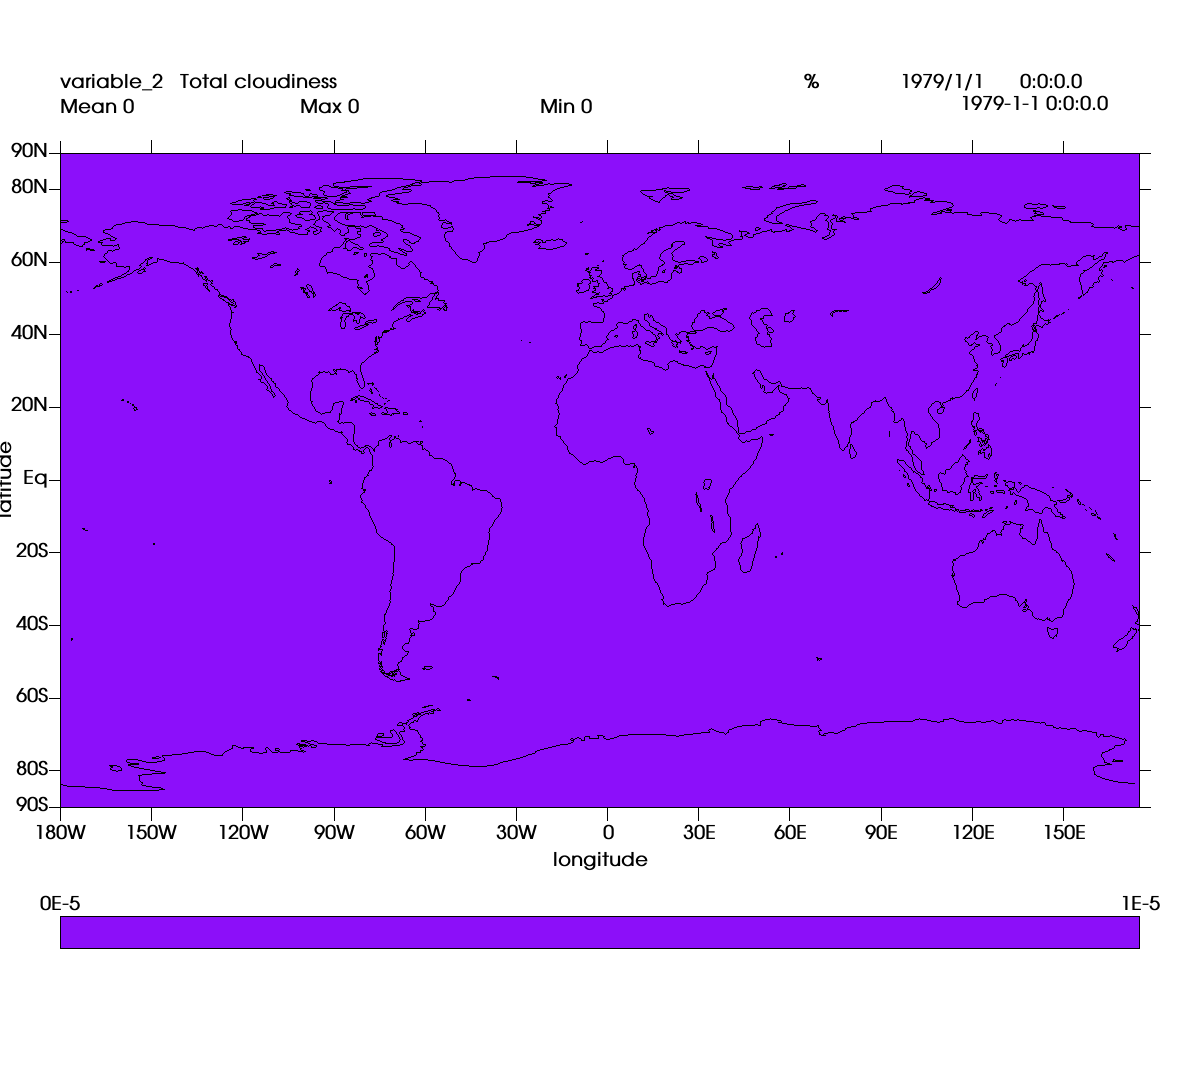 variable_2 Total cloudiness % 1979/1/1 0:0:0.0
Mean 0 Max 0 Min 0 1979-1-1 0:0:0.0
90N
80N
60N
40N
20N
Eq
latitude
20S
40S
60S
80S
90S
180W 150W 120W 90W 60W 30W 0 30E 60E 90E 120E 150E
longitude
0E-5 1E-5